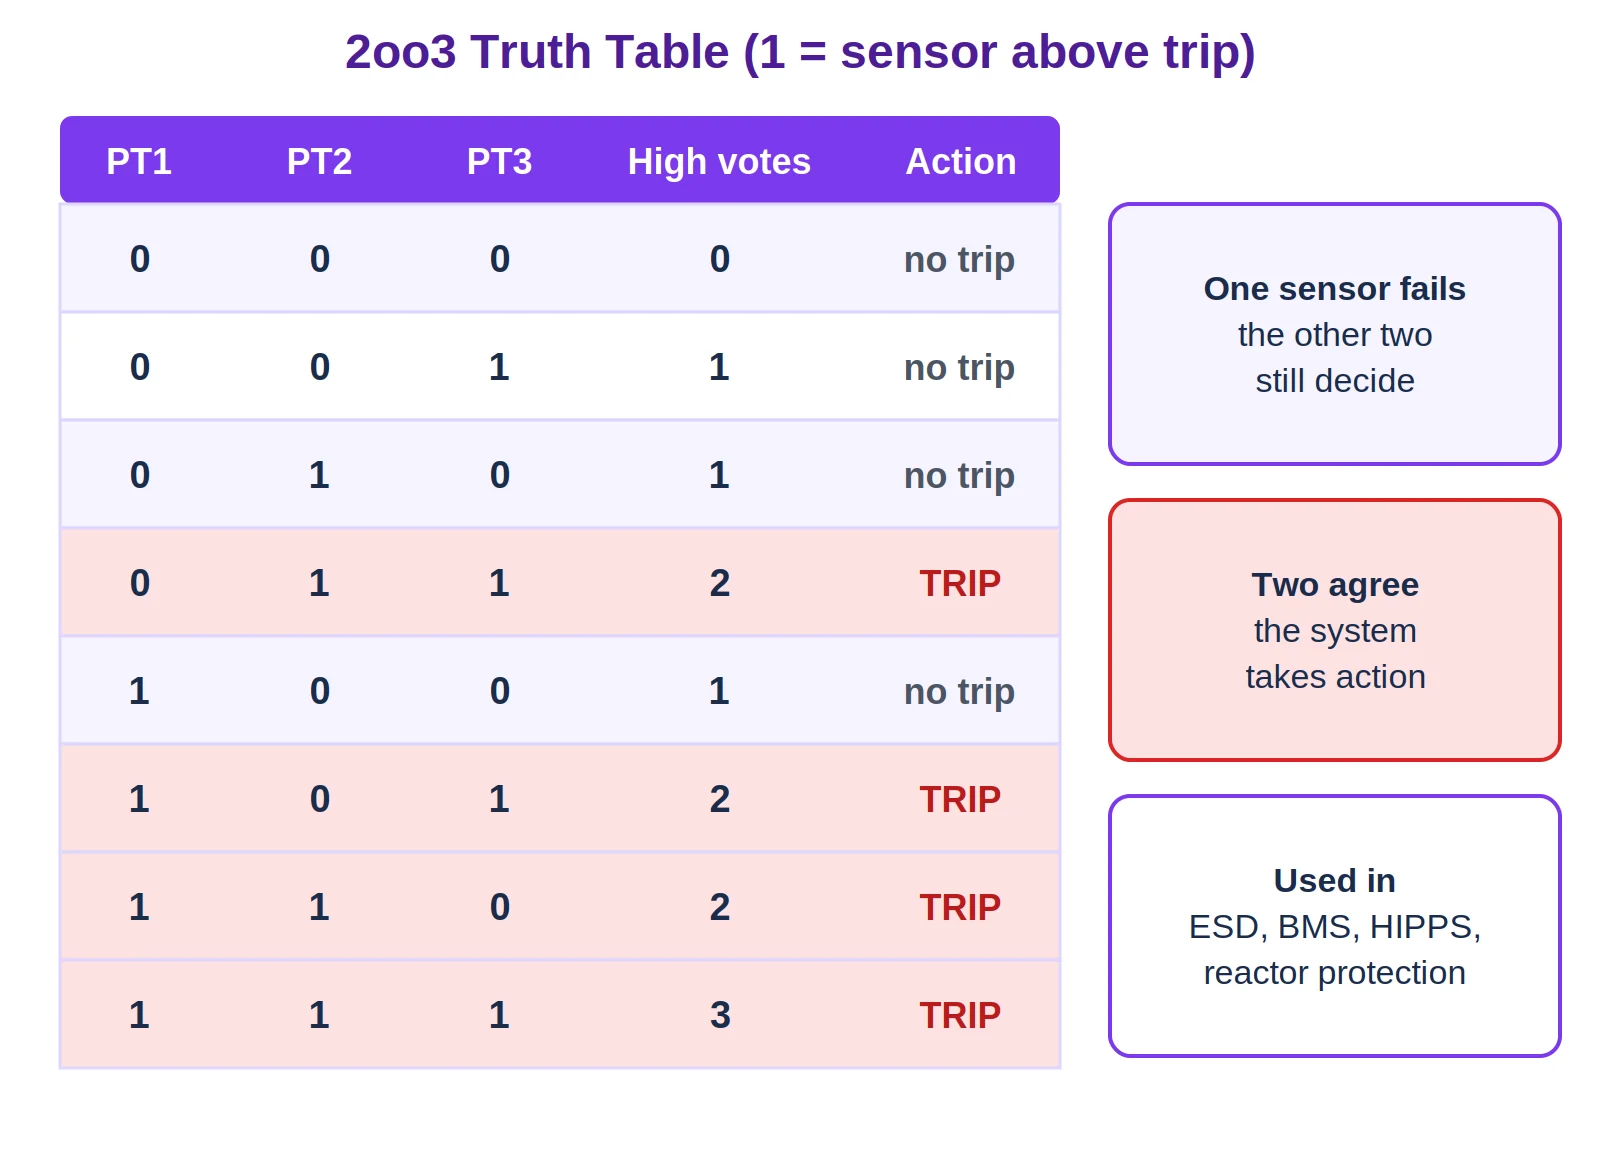 2oo3 Truth Table (1 = sensor above trip)
PT1 PT2 PT3 High votes Action
0 0 0 0 no trip
0 0 1 1 no trip
0 1 0 1 no trip
0 1 1 2 TRIP
1 0 0 1 no trip
1 0 1 2 TRIP
1 1 0 2 TRIP
1 1 1 3 TRIP
One sensor fails
the other two
still decide
Two agree
the system
takes action
Used in
ESD, BMS, HIPPS,
reactor protection